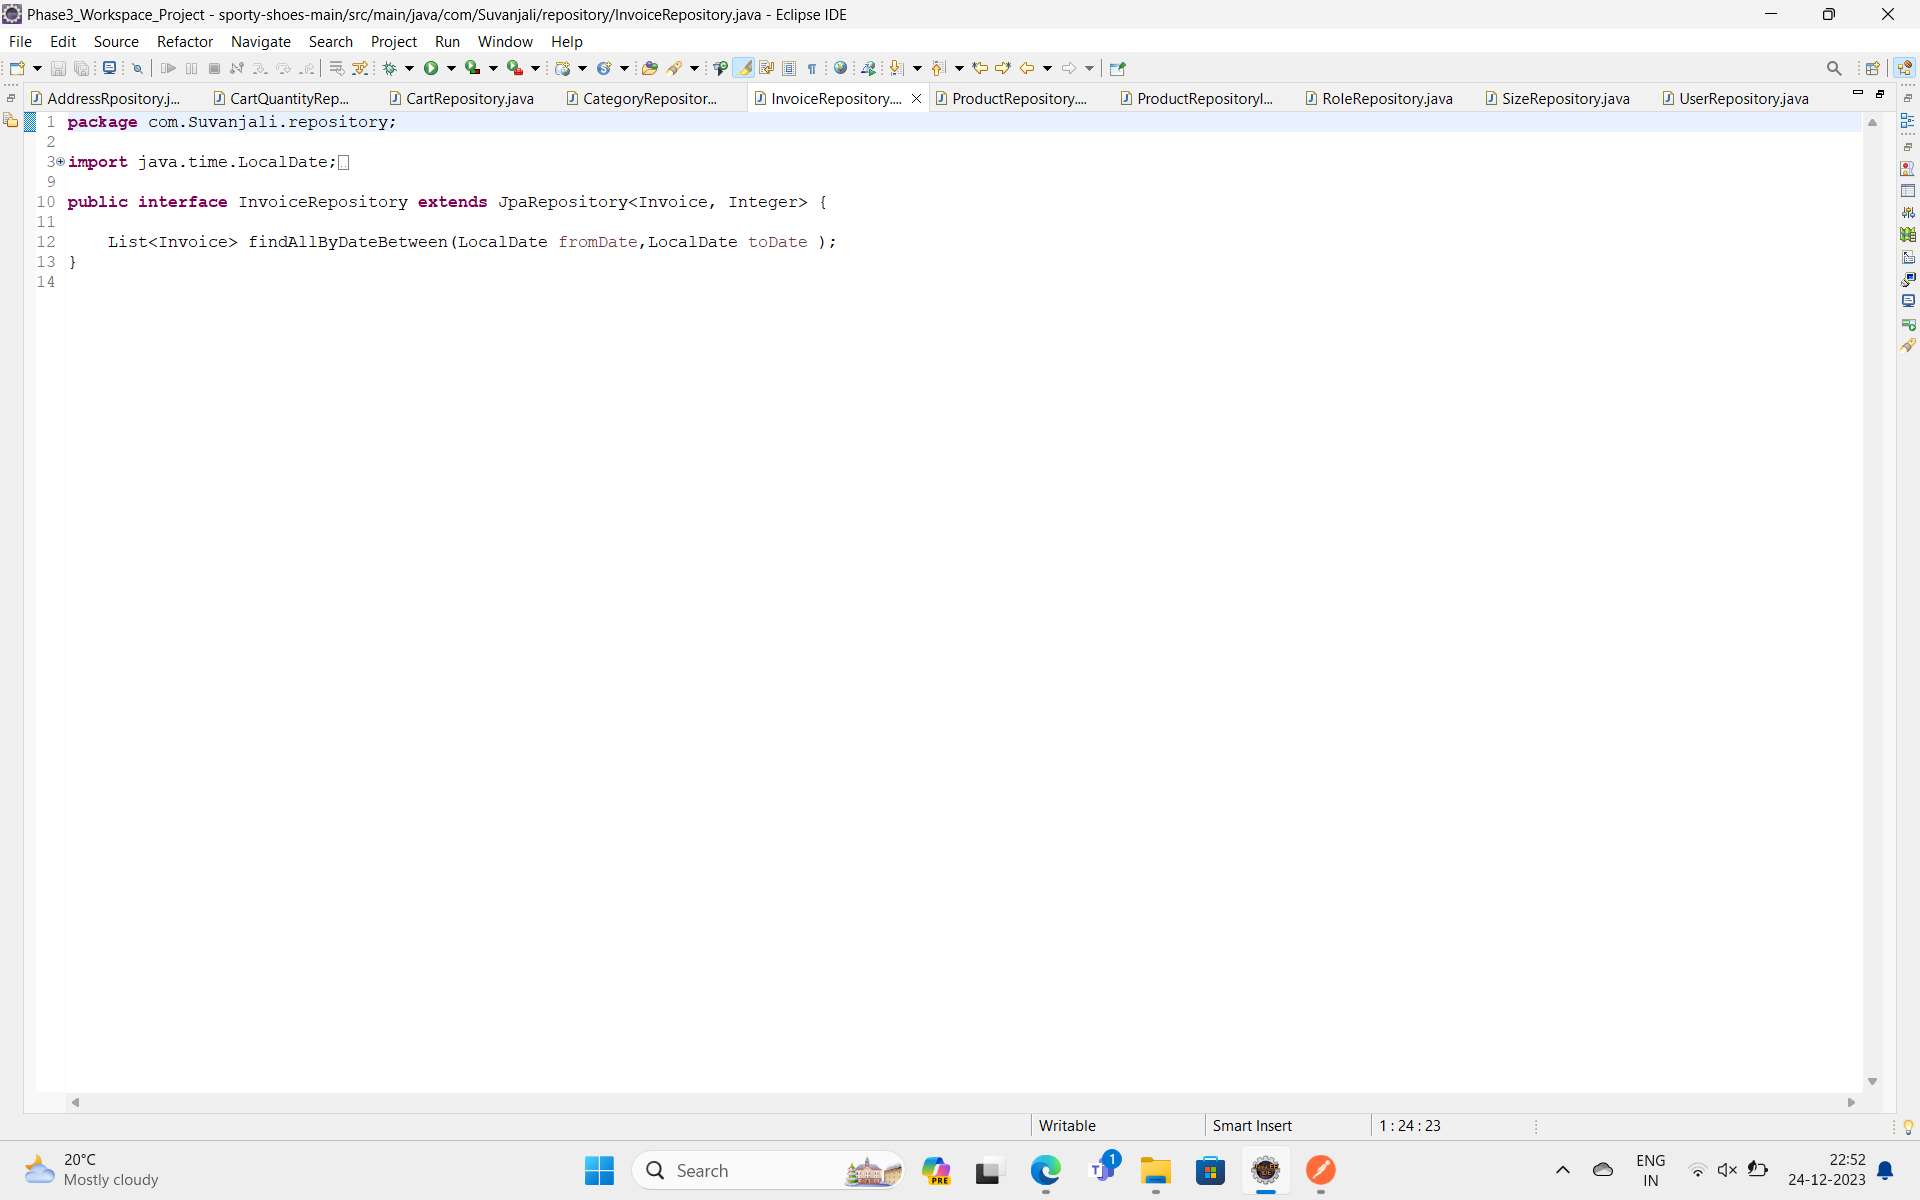 Phase3_Workspace_Project - sporty-shoes-main/src/main/java/com/Suvanjali/repository/InvoiceRepository.java - Eclipse IDE
File Edit Source Refactor Navigate Search Project Run Window Help
AddressRpository.j... CartQuantityRep... CartRepository.java CategoryRepositor... InvoiceRepository.... ProductRepository.... ProductRepositoryI... RoleRepository.java SizeRepository.java UserRepository.java
1 package com.Suvanjali.repository;
2
3 import java.time.LocalDate;
9
10 public interface InvoiceRepository extends JpaRepository<Invoice, Integer> {
11
12 List<Invoice> findAllByDateBetween(LocalDate fromDate,LocalDate toDate );
13 }
14
Writable Smart Insert 1 : 24 : 23
20°C
Mostly cloudy
Search
PRE
1
ENG
IN
22:52
24-12-2023